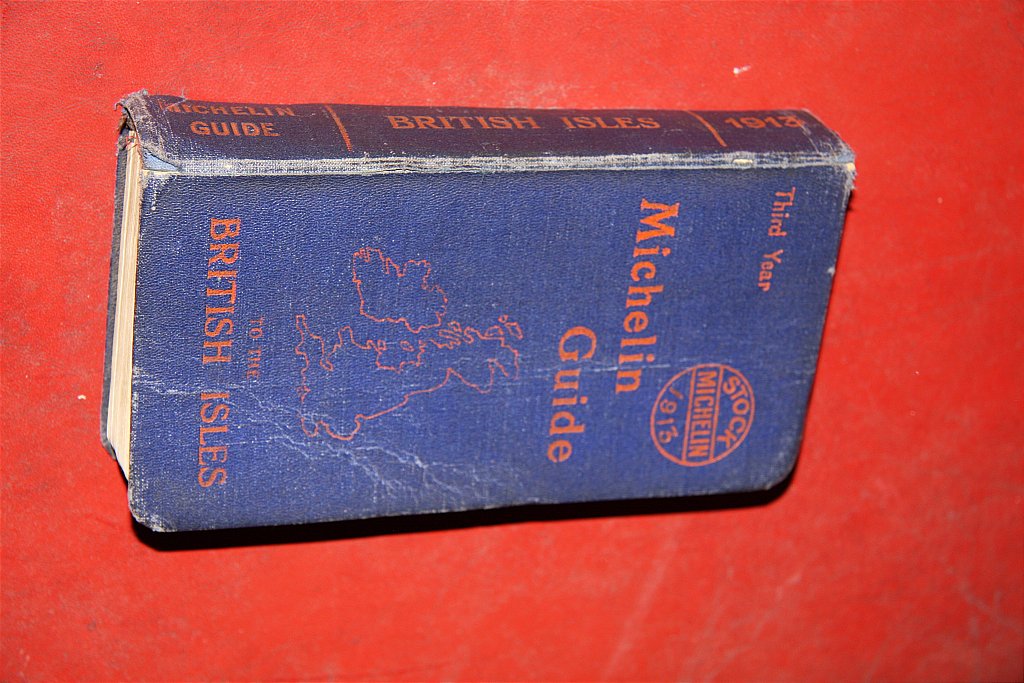 MICHELIN
GUIDE
BRITISH ISLES
1913
Third Year
STOCK
MICHELIN
1913
Michelin
Guide
TO THE
BRITISH ISLES